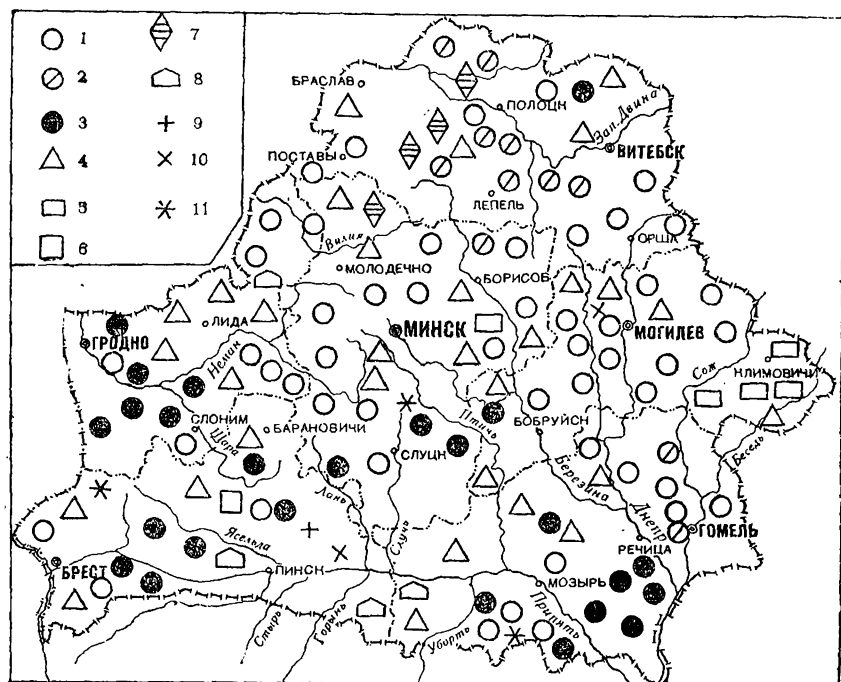 1 7
2 8
3 9
4 10
5 11
6
БРАСЛАВ
ПОЛОЦК
Зап. Двина
ВИТЕБСК
ПОСТАВЫ
ЛЕПЕЛЬ
ОРША
Вилия
МОЛОДЕЧНО
БОРИСОВ
ГРОДНО
ЛИДА
МИНСК
МОГИЛЕВ
Неман
Сож
КЛИМОВИЧИ
СЛОНИМ
БАРАНОВИЧИ
Птичь
БОБРУЙСК
Щара
СЛУЦК
Беседь
Лань
Березина
Днепр
ГОМЕЛЬ
Ясельда
Случь
РЕЧИЦА
БРЕСТ
ПИНСК
МОЗЫРЬ
Стырь
Горынь
Уборть
Припять